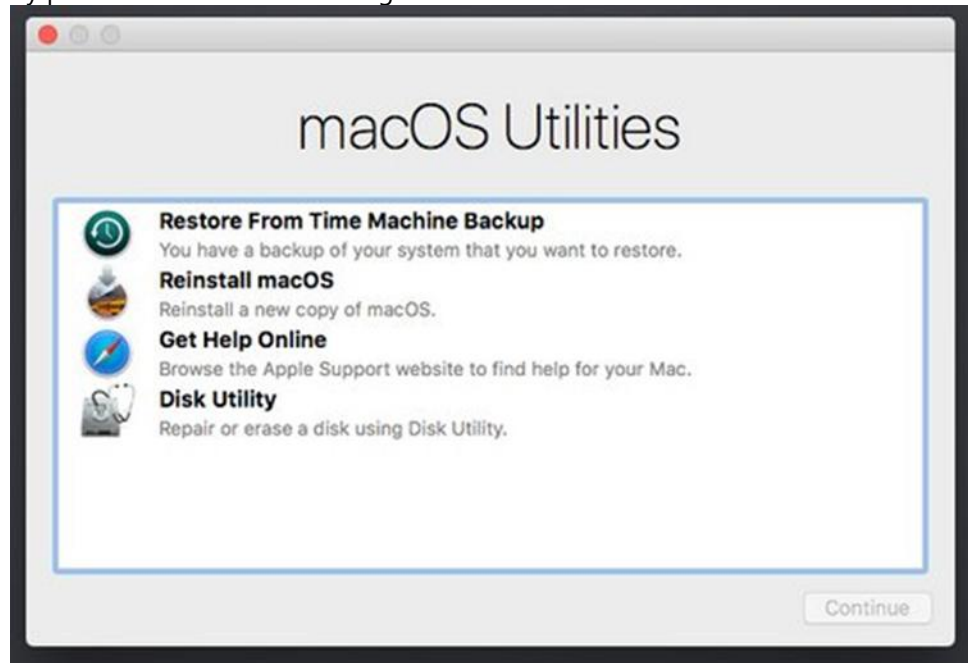 macOS Utilities
Restore From Time Machine Backup
You have a backup of your system that you want to restore.
Reinstall macOS
Reinstall a new copy of macOS.
Get Help Online
Browse the Apple Support website to find help for your Mac.
Disk Utility
Repair or erase a disk using Disk Utility.
Continue